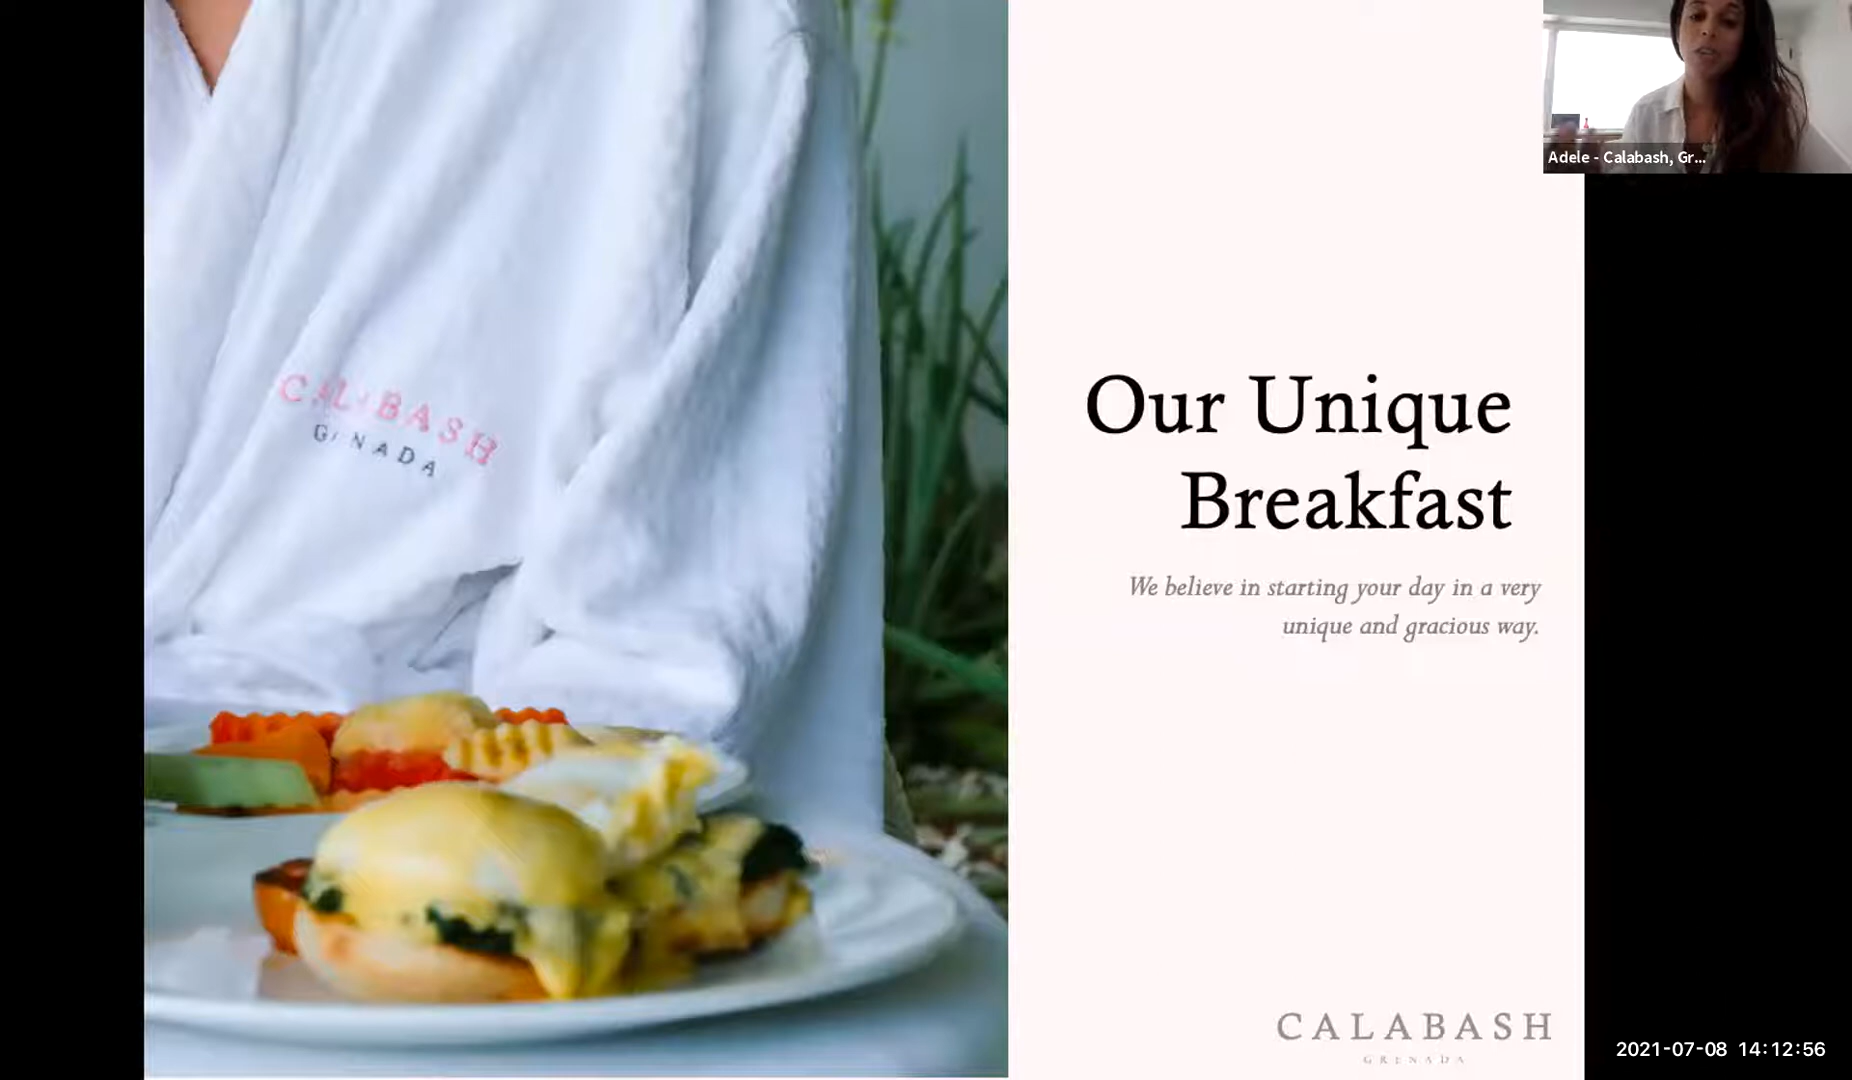 Adele - Calabash, Gr...
CALABASH
Our Unique
Breakfast
We believe in starting your day in a very
unique and gracious way.
CALABASH
GRENADA
2021-07-08 14:12:56